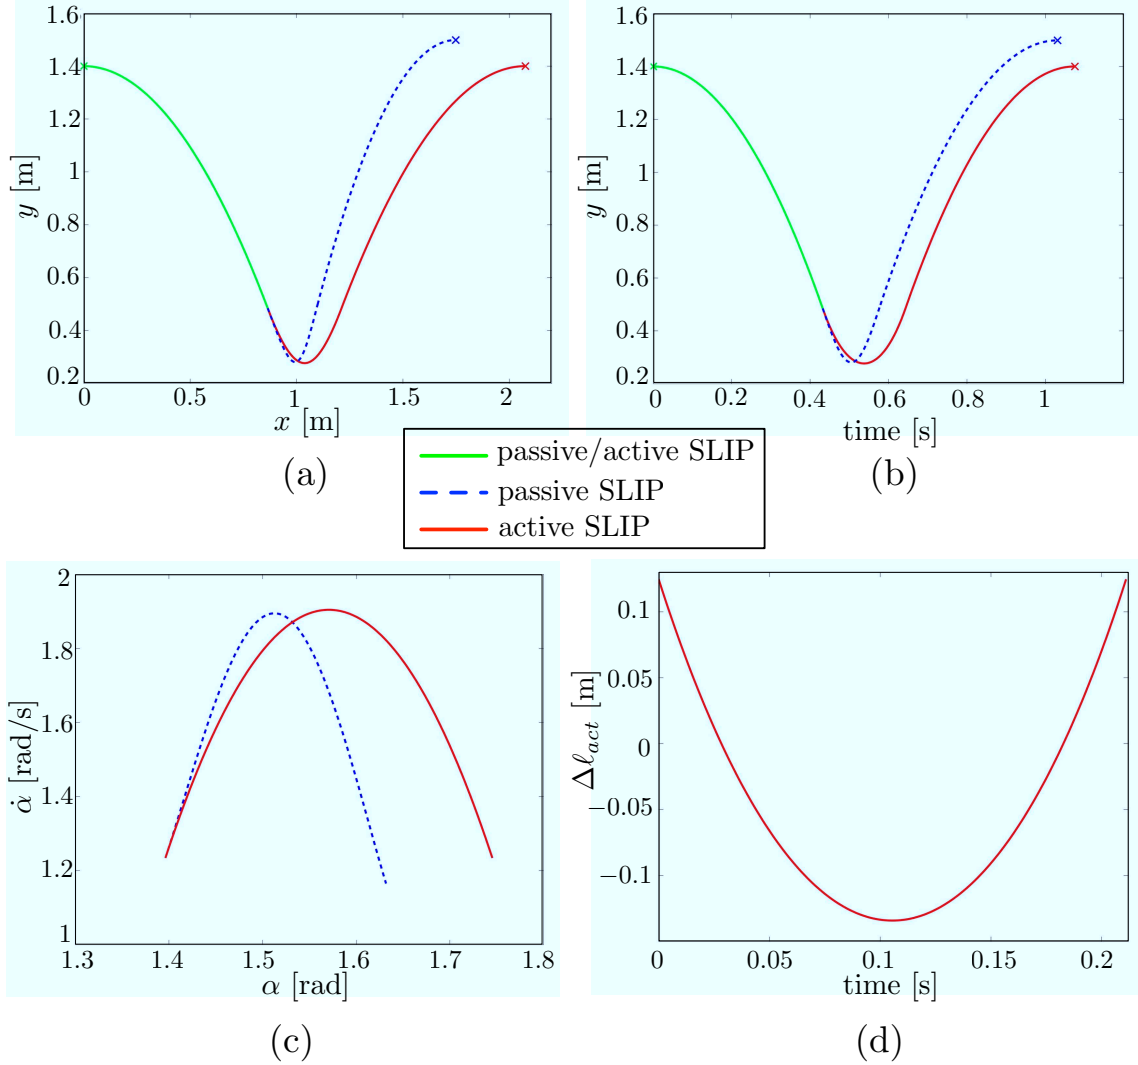 1.6
1.4
1.2
1
0.8
0.6
0.4
0.2
y [m]
0 0.5 1 1.5 2
x [m]
(a)
1.6
1.4
1.2
1
0.8
0.6
0.4
0.2
y [m]
0 0.2 0.4 0.6 0.8 1
time [s]
(b)
passive/active SLIP
passive SLIP
active SLIP
2
1.8
1.6
1.4
1.2
1
α̇ [rad/s]
1.3 1.4 1.5 1.6 1.7 1.8
α [rad]
(c)
0.1
0.05
0
−0.05
−0.1
Δℓ_act [m]
0 0.05 0.1 0.15 0.2
time [s]
(d)